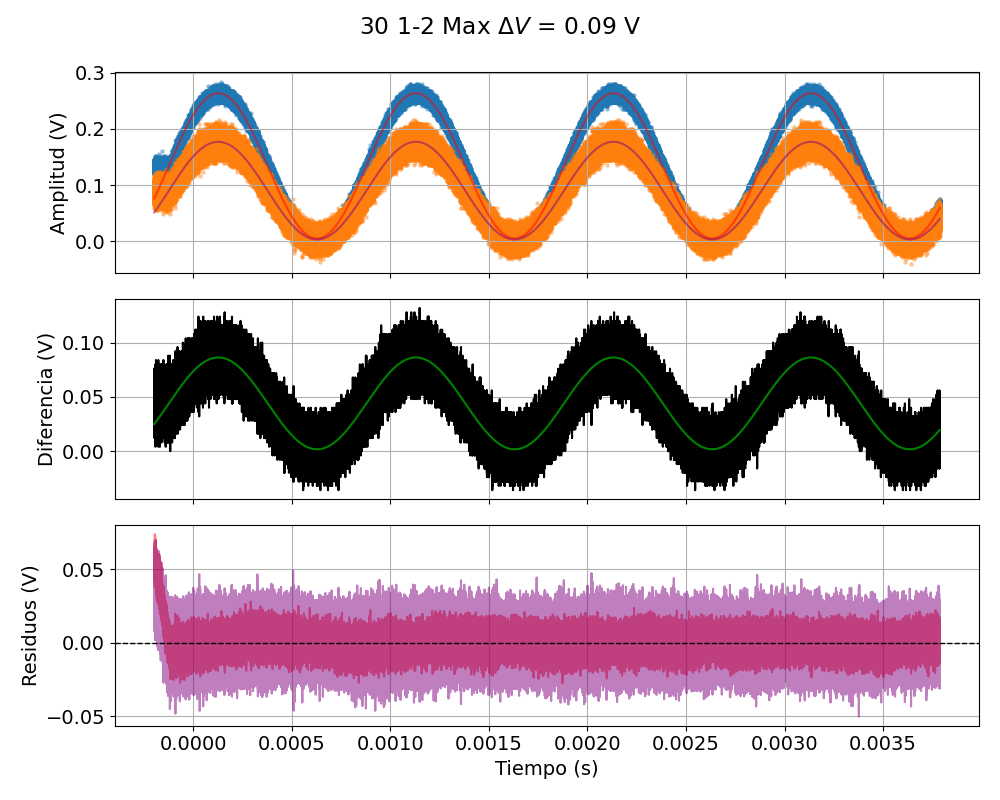 30 1-2 Max ΔV = 0.09 V
Amplitud (V)
0.3
0.2
0.1
0.0
Diferencia (V)
0.10
0.05
0.00
Residuos (V)
0.05
0.00
−0.05
0.0000 0.0005 0.0010 0.0015 0.0020 0.0025 0.0030 0.0035
Tiempo (s)